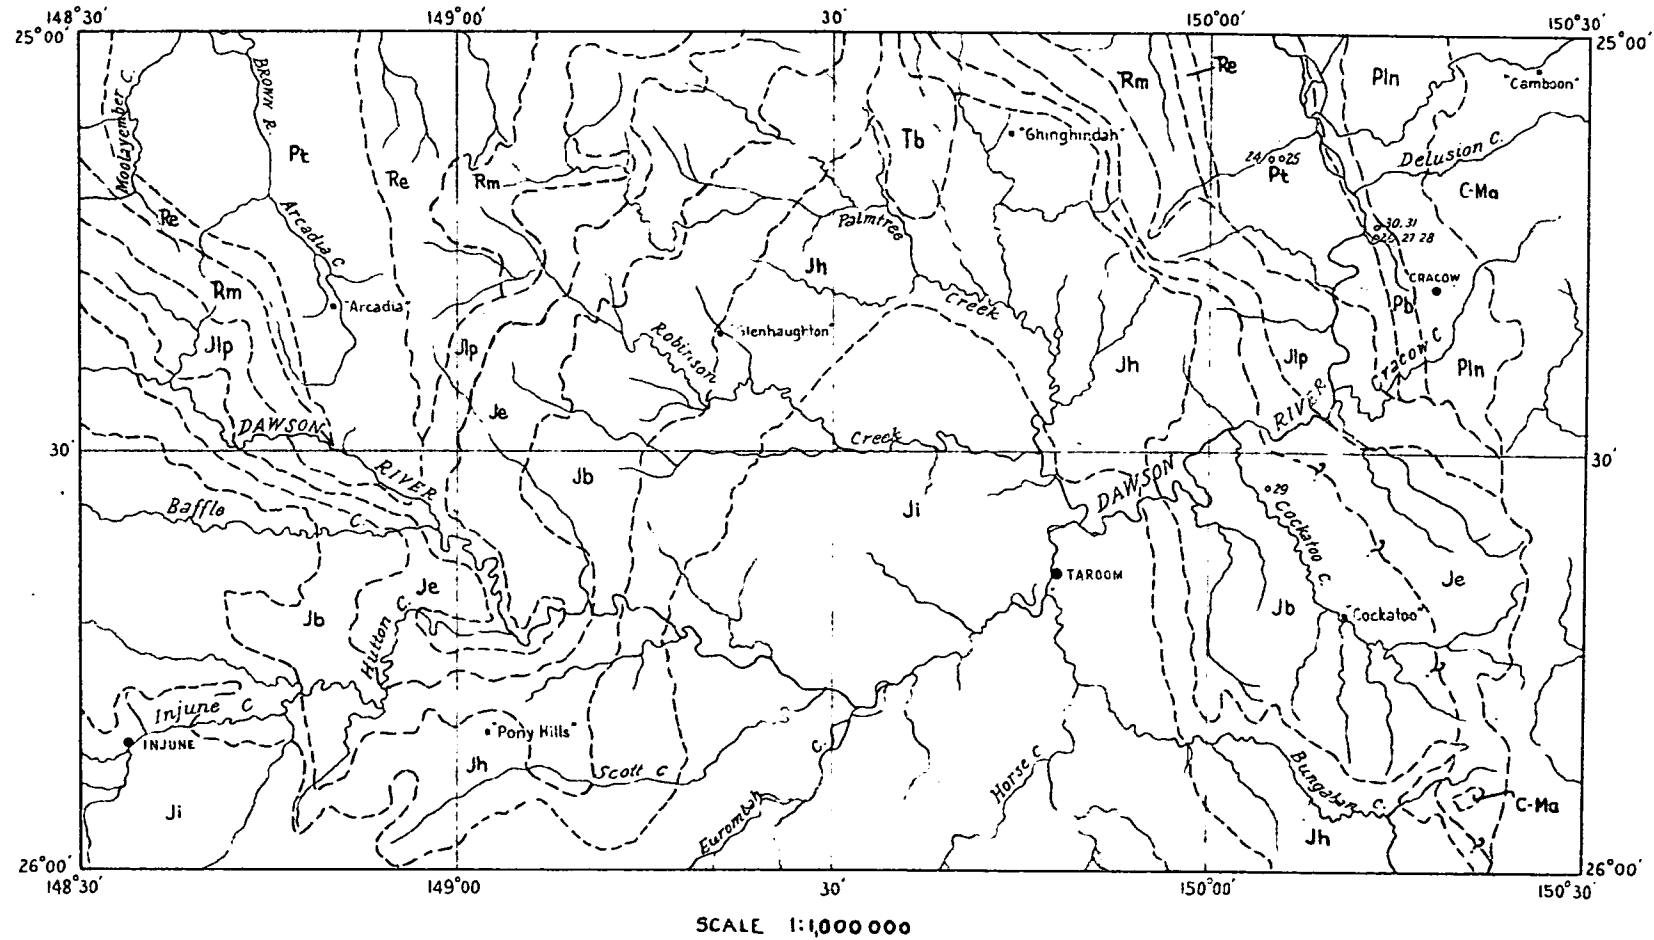 148°30' 149°00' 30' 150°00' 150°30'
25°00' 25°00'
Moolayember C.
BROWN R.
Pt
Re
Rm
Tb
"Ghinghindah"
Rm
Re
Pln
"Camboon"
24 25
Pt
Delusion C.
C-Ma
Re
Arcadia C.
Palmtree
Creek
Jh
30.31
26 27 28
CRACOW
Rm
"Arcadia"
Jlp
Jlp
Robinson
"Glenhaughton"
Jh
Jlp
Pb
Cracow C
Pln
Je
DAWSON
RIVER
Creek
DAWSON
RIVER
30' 30'
Baffle
C.
Jb
Ji
29
Cockatoo C.
TAROOM
Je
Je
Jb
Hutton C.
Jb
"Cockatoo"
Injune C
INJUNE
"Pony Hills"
Jh
Scott C
C.
Eurombah
Horse C
Bungaban C.
C-Ma
Ji
Jh
26°00' 26°00'
148°30' 149°00' 30' 150°00' 150°30'
SCALE 1:1,000 000